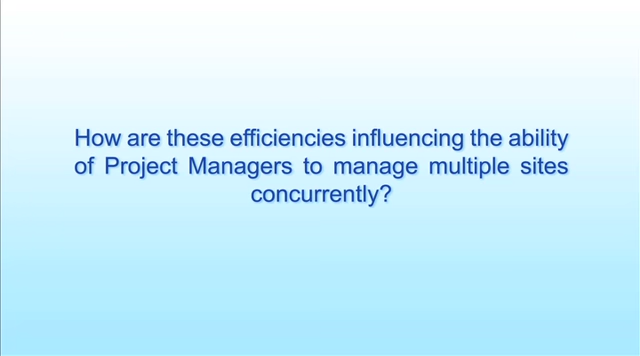 How are these efficiencies influencing the ability
of Project Managers to manage multiple sites
concurrently?